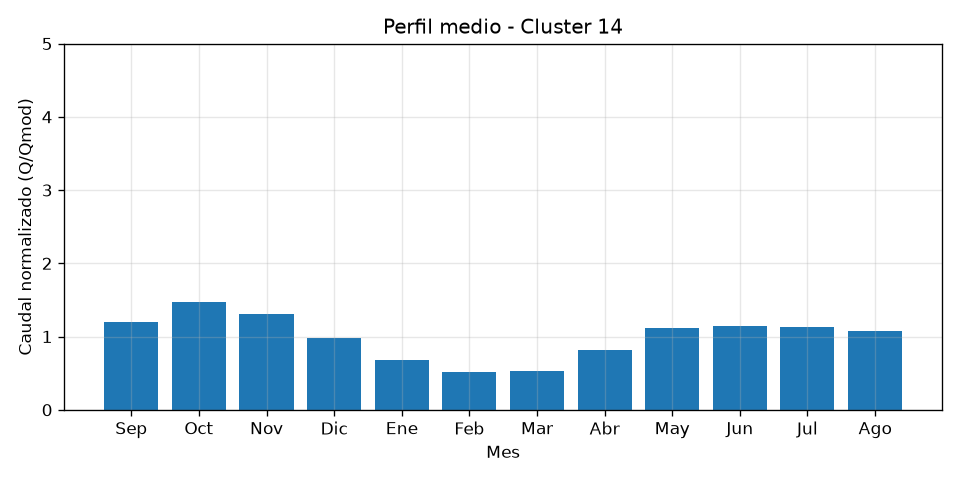 Perfil medio - Cluster 14
Caudal normalizado (Q/Qmod)
5
4
3
2
1
0
Sep Oct Nov Dic Ene Feb Mar Abr May Jun Jul Ago
Mes